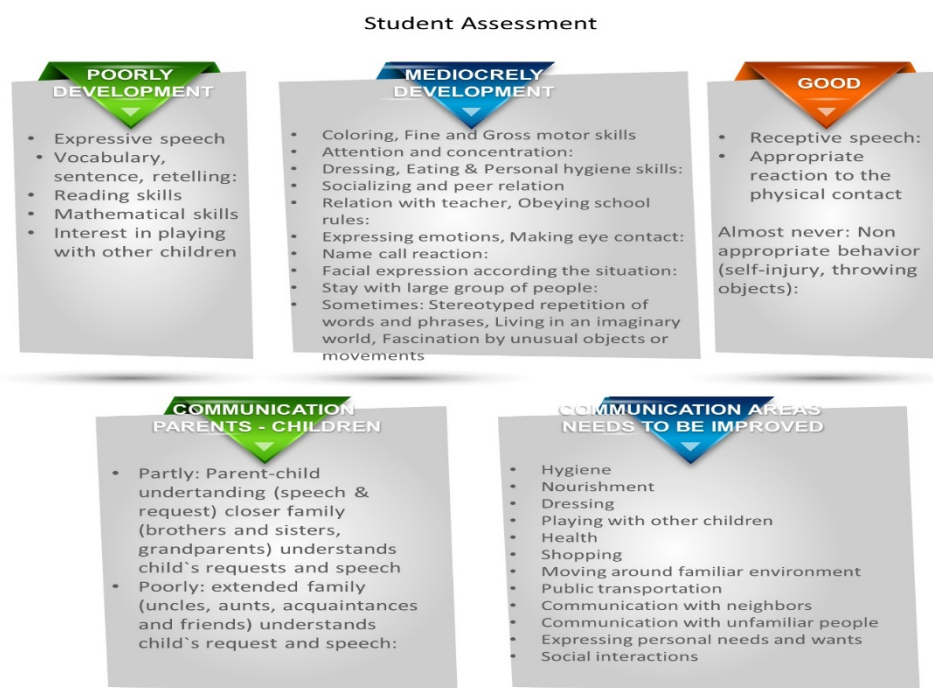 Student Assessment
POORLY
DEVELOPMENT
• Expressive speech
• Vocabulary,
sentence, retelling:
• Reading skills
• Mathematical skills
• Interest in playing
with other children
MEDIOCRELY
DEVELOPMENT
• Coloring, Fine and Gross motor skills
• Attention and concentration:
• Dressing, Eating & Personal hygiene skills:
• Socializing and peer relation
• Relation with teacher, Obeying school
rules:
• Expressing emotions, Making eye contact:
• Name call reaction:
• Facial expression according the situation:
• Stay with large group of people:
• Sometimes: Stereotyped repetition of
words and phrases, Living in an imaginary
world, Fascination by unusual objects or
movements
GOOD
• Receptive speech:
• Appropriate
reaction to the
physical contact
Almost never: Non
appropriate behavior
(self-injury, throwing
objects):
COMMUNICATION
PARENTS - CHILDREN
• Partly: Parent-child
undertanding (speech &
request) closer family
(brothers and sisters,
grandparents) understands
child`s requests and speech
• Poorly: extended family
(uncles, aunts, acquaintances
and friends) understands
child`s request and speech:
COMMUNICATION AREAS
NEEDS TO BE IMPROVED
• Hygiene
• Nourishment
• Dressing
• Playing with other children
• Health
• Shopping
• Moving around familiar environment
• Public transportation
• Communication with neighbors
• Communication with unfamiliar people
• Expressing personal needs and wants
• Social interactions